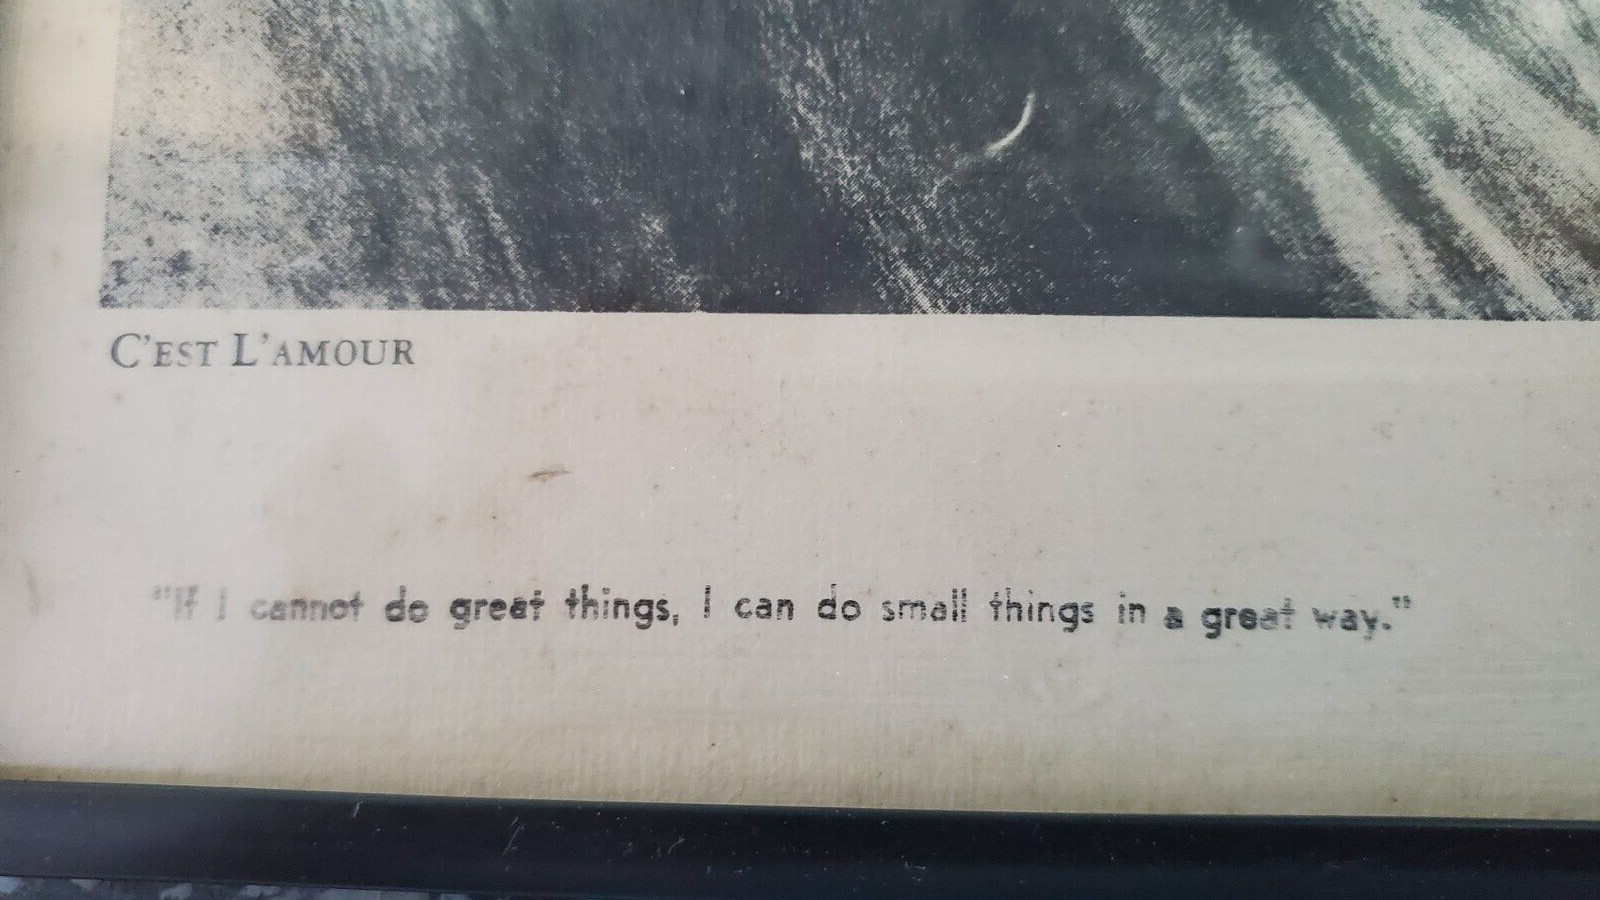 C'EST L'AMOUR
"If I cannot do great things, I can do small things in a great way."